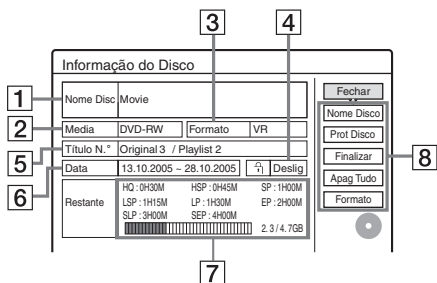 3
4
Informação do Disco
1
Nome Disc
Movie
Fechar
Nome Disco
2
Media
DVD-RW
Formato
VR
Prot Disco
5
Título N.°
Original 3 / Playlist 2
Finalizar
8
6
Data
13.10.2005 ~ 28.10.2005
Deslig
Apag Tudo
Restante
HQ : 0H30M
HSP : 0H45M
SP : 1H00M
Formato
LSP : 1H15M
LP : 1H30M
EP : 2H00M
SLP : 3H00M
SEP : 4H00M
2. 3 / 4. 7GB
7